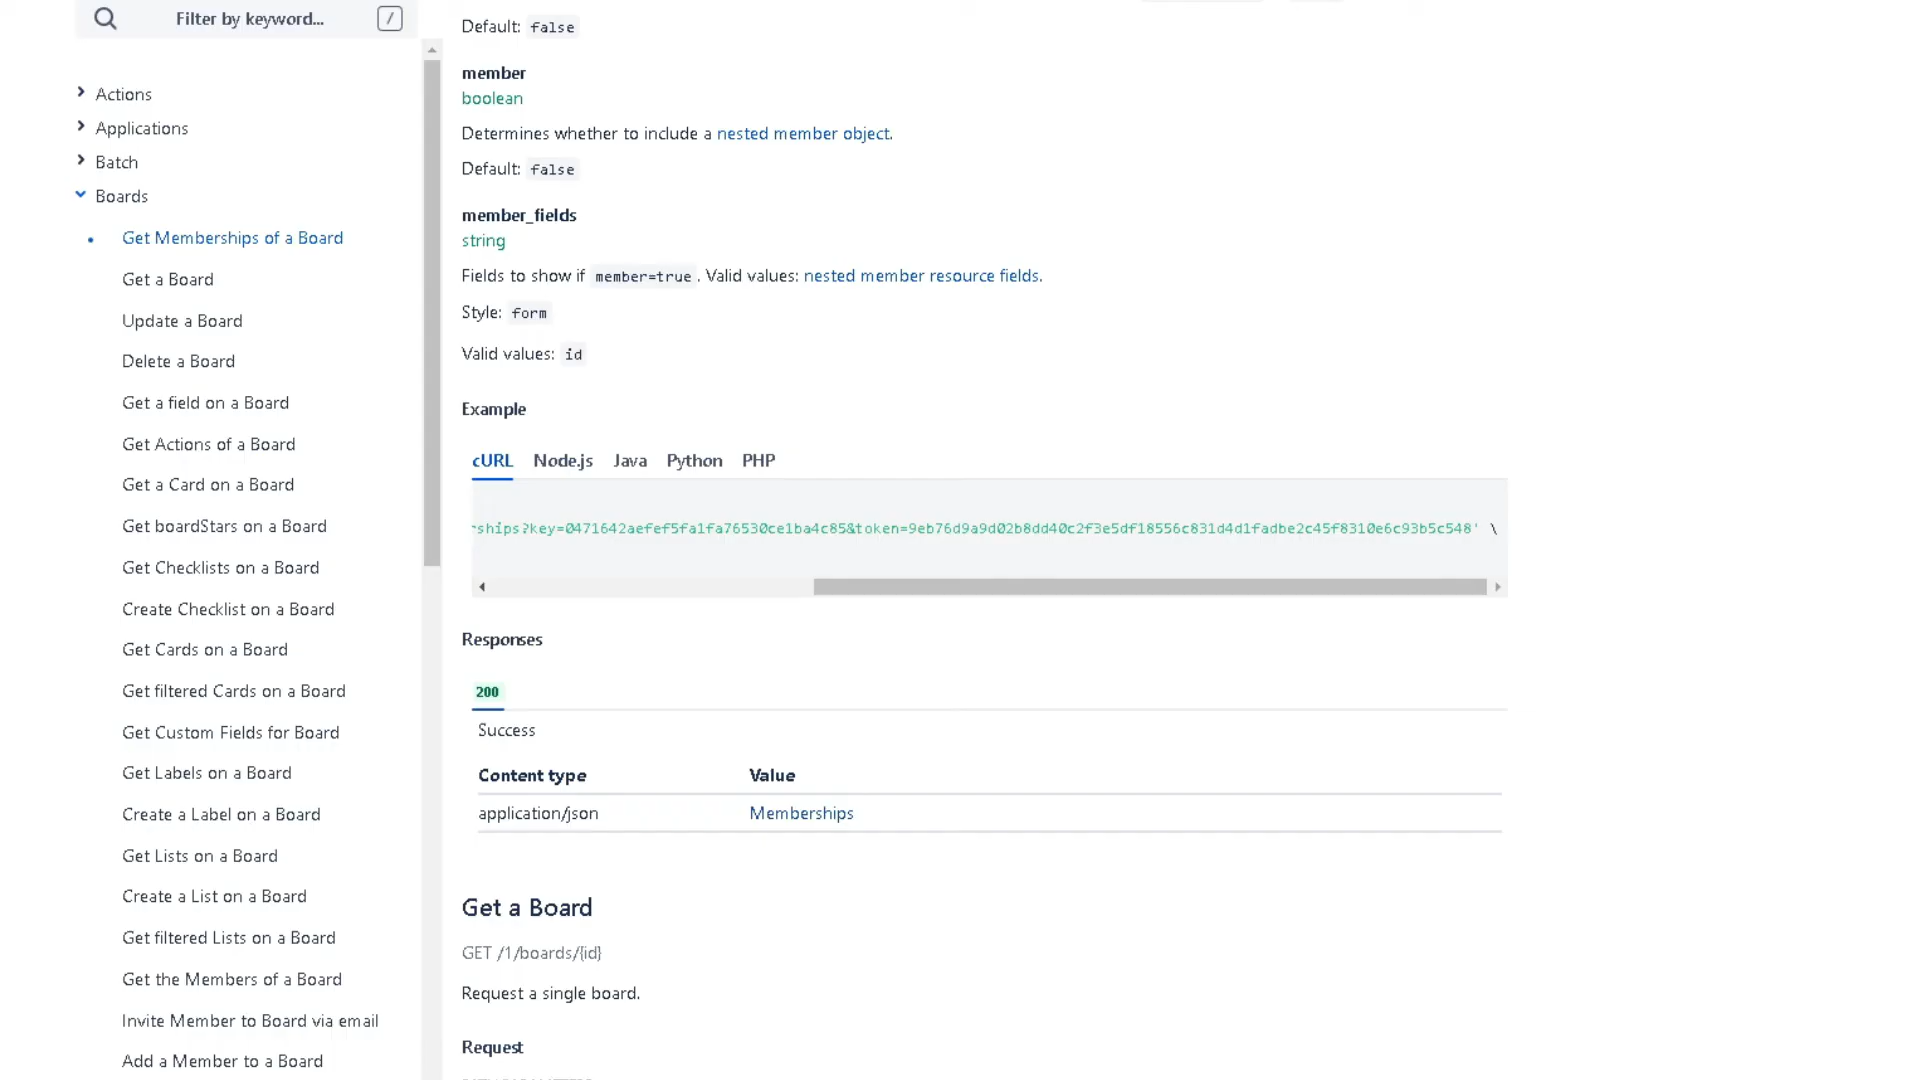 Filter by keyword...
/
Actions
Applications
Batch
Boards
Get Memberships of a Board
Get a Board
Update a Board
Delete a Board
Get a field on a Board
Get Actions of a Board
Get a Card on a Board
Get boardStars on a Board
Get Checklists on a Board
Create Checklist on a Board
Get Cards on a Board
Get filtered Cards on a Board
Get Custom Fields for Board
Get Labels on a Board
Create a Label on a Board
Get Lists on a Board
Create a List on a Board
Get filtered Lists on a Board
Get the Members of a Board
Invite Member to Board via email
Add a Member to a Board
Default: false
member
boolean
Determines whether to include a nested member object.
Default: false
member_fields
string
Fields to show if member=true. Valid values: nested member resource fields.
Style: form
Valid values: id
Example
cURL Node.js Java Python PHP
ships?key=0471642aefef5fa1fa76530ce1ba4c85&token=9eb76d9a9d02b8dd40c2f3e5df18556c831d4d1fadbe2c45f8310e6c93b5c548' \
Responses
200
Success
Content type Value
application/json Memberships
Get a Board
GET /1/boards/{id}
Request a single board.
Request